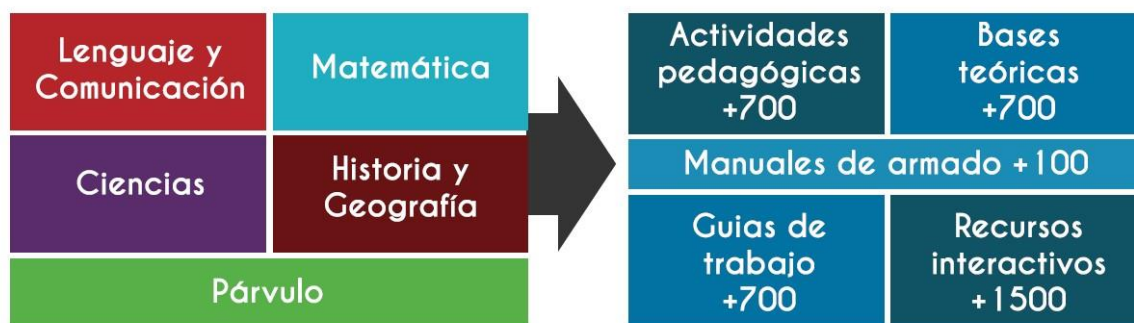 Lenguaje y
Comunicación
Matemática
Ciencias
Historia y
Geografía
Párvulo
Actividades
pedagógicas
+700
Bases
teóricas
+700
Manuales de armado +100
Guias de
trabajo
+700
Recursos
interactivos
+1500